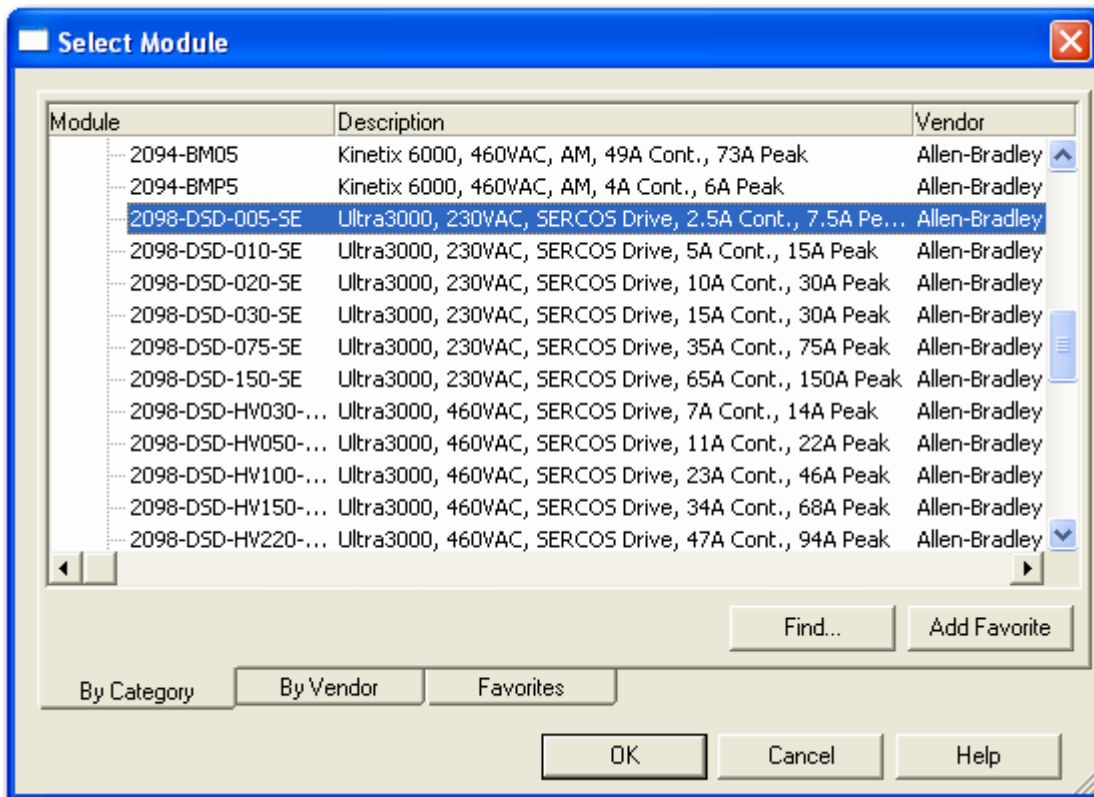 Select Module
Module Description Vendor
2094-BM05 Kinetix 6000, 460VAC, AM, 49A Cont., 73A Peak Allen-Bradley
2094-BMP5 Kinetix 6000, 460VAC, AM, 4A Cont., 6A Peak Allen-Bradley
2098-DSD-005-SE Ultra3000, 230VAC, SERCOS Drive, 2.5A Cont., 7.5A Pe... Allen-Bradley
2098-DSD-010-SE Ultra3000, 230VAC, SERCOS Drive, 5A Cont., 15A Peak Allen-Bradley
2098-DSD-020-SE Ultra3000, 230VAC, SERCOS Drive, 10A Cont., 30A Peak Allen-Bradley
2098-DSD-030-SE Ultra3000, 230VAC, SERCOS Drive, 15A Cont., 30A Peak Allen-Bradley
2098-DSD-075-SE Ultra3000, 230VAC, SERCOS Drive, 35A Cont., 75A Peak Allen-Bradley
2098-DSD-150-SE Ultra3000, 230VAC, SERCOS Drive, 65A Cont., 150A Peak Allen-Bradley
2098-DSD-HV030-... Ultra3000, 460VAC, SERCOS Drive, 7A Cont., 14A Peak Allen-Bradley
2098-DSD-HV050-... Ultra3000, 460VAC, SERCOS Drive, 11A Cont., 22A Peak Allen-Bradley
2098-DSD-HV100-... Ultra3000, 460VAC, SERCOS Drive, 23A Cont., 46A Peak Allen-Bradley
2098-DSD-HV150-... Ultra3000, 460VAC, SERCOS Drive, 34A Cont., 68A Peak Allen-Bradley
2098-DSD-HV220-... Ultra3000, 460VAC, SERCOS Drive, 47A Cont., 94A Peak Allen-Bradley
Find... Add Favorite
By Category By Vendor Favorites
OK Cancel Help